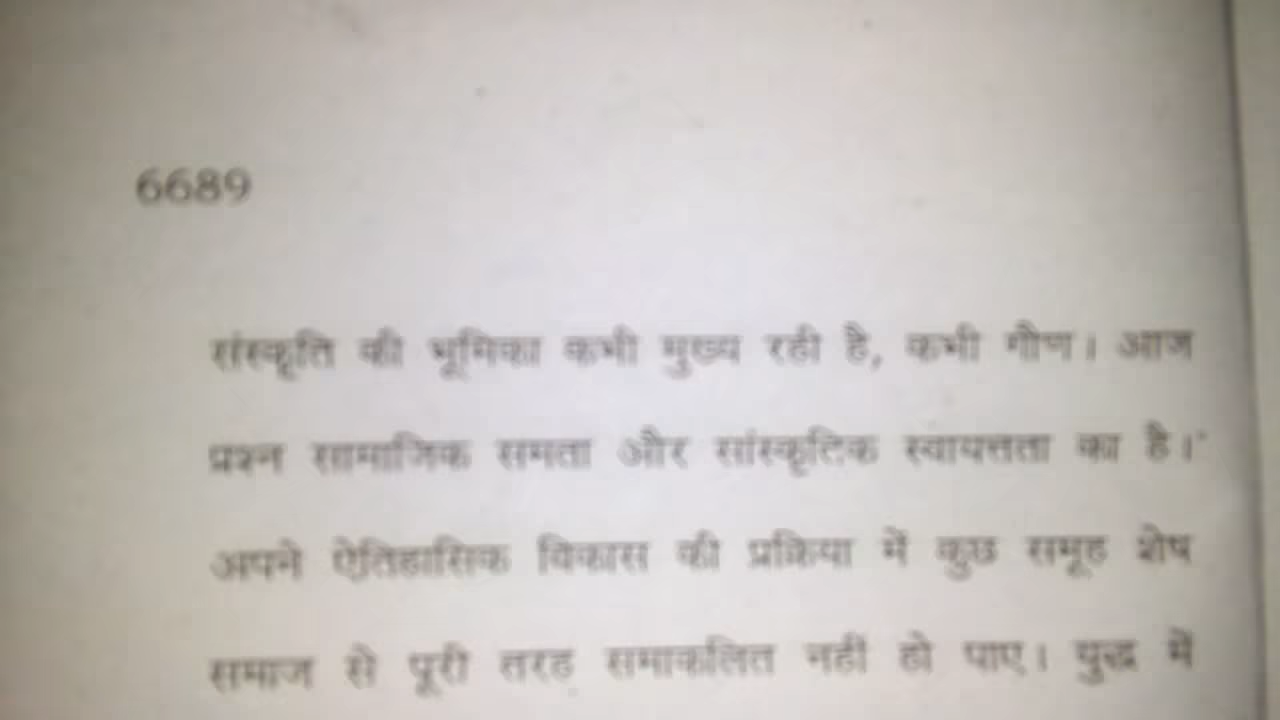 6689
संस्कृति की भूमिका कभी मुख्य रही है, कभी गौण। आज
प्रश्न सामाजिक समता और सांस्कृतिक स्वायत्तता का है।
अपने ऐतिहासिक विकास की प्रक्रिया में कुछ समूह शेष
समाज से पूरी तरह समाकलित नहीं हो पाए। युद्ध में